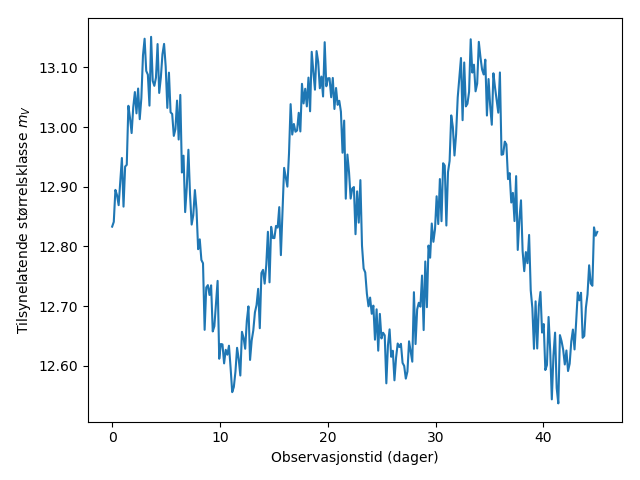 Tilsynelatende størrelsesklasse m_V
13.10
13.00
12.90
12.80
12.70
12.60
0 10 20 30 40
Observasjonstid (dager)